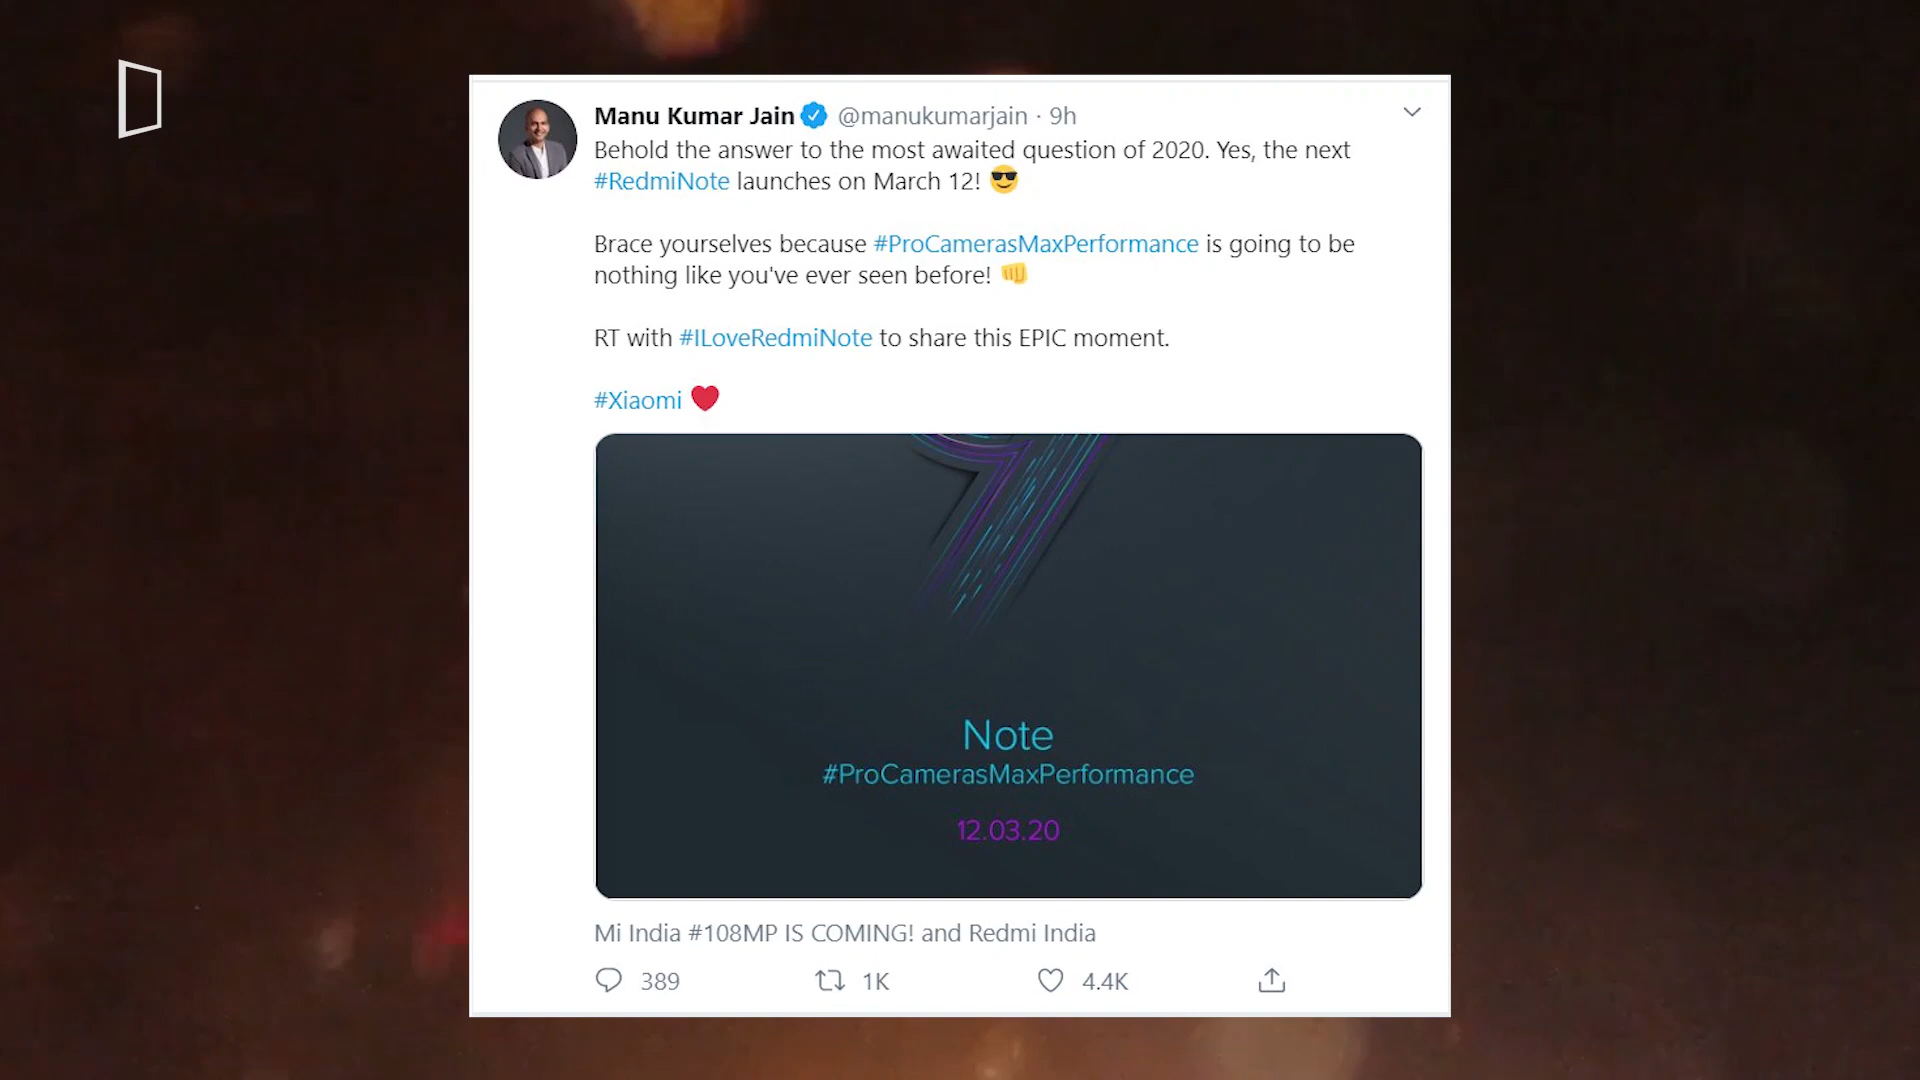 Manu Kumar Jain @manukumarjain · 9h
Behold the answer to the most awaited question of 2020. Yes, the next
#RedmiNote launches on March 12! 😎
Brace yourselves because #ProCamerasMaxPerformance is going to be
nothing like you've ever seen before! 👊
RT with #ILoveRedmiNote to share this EPIC moment.
#Xiaomi ❤️
Note
#ProCamerasMaxPerformance
12.03.20
Mi India #108MP IS COMING! and Redmi India
389 1K 4.4K